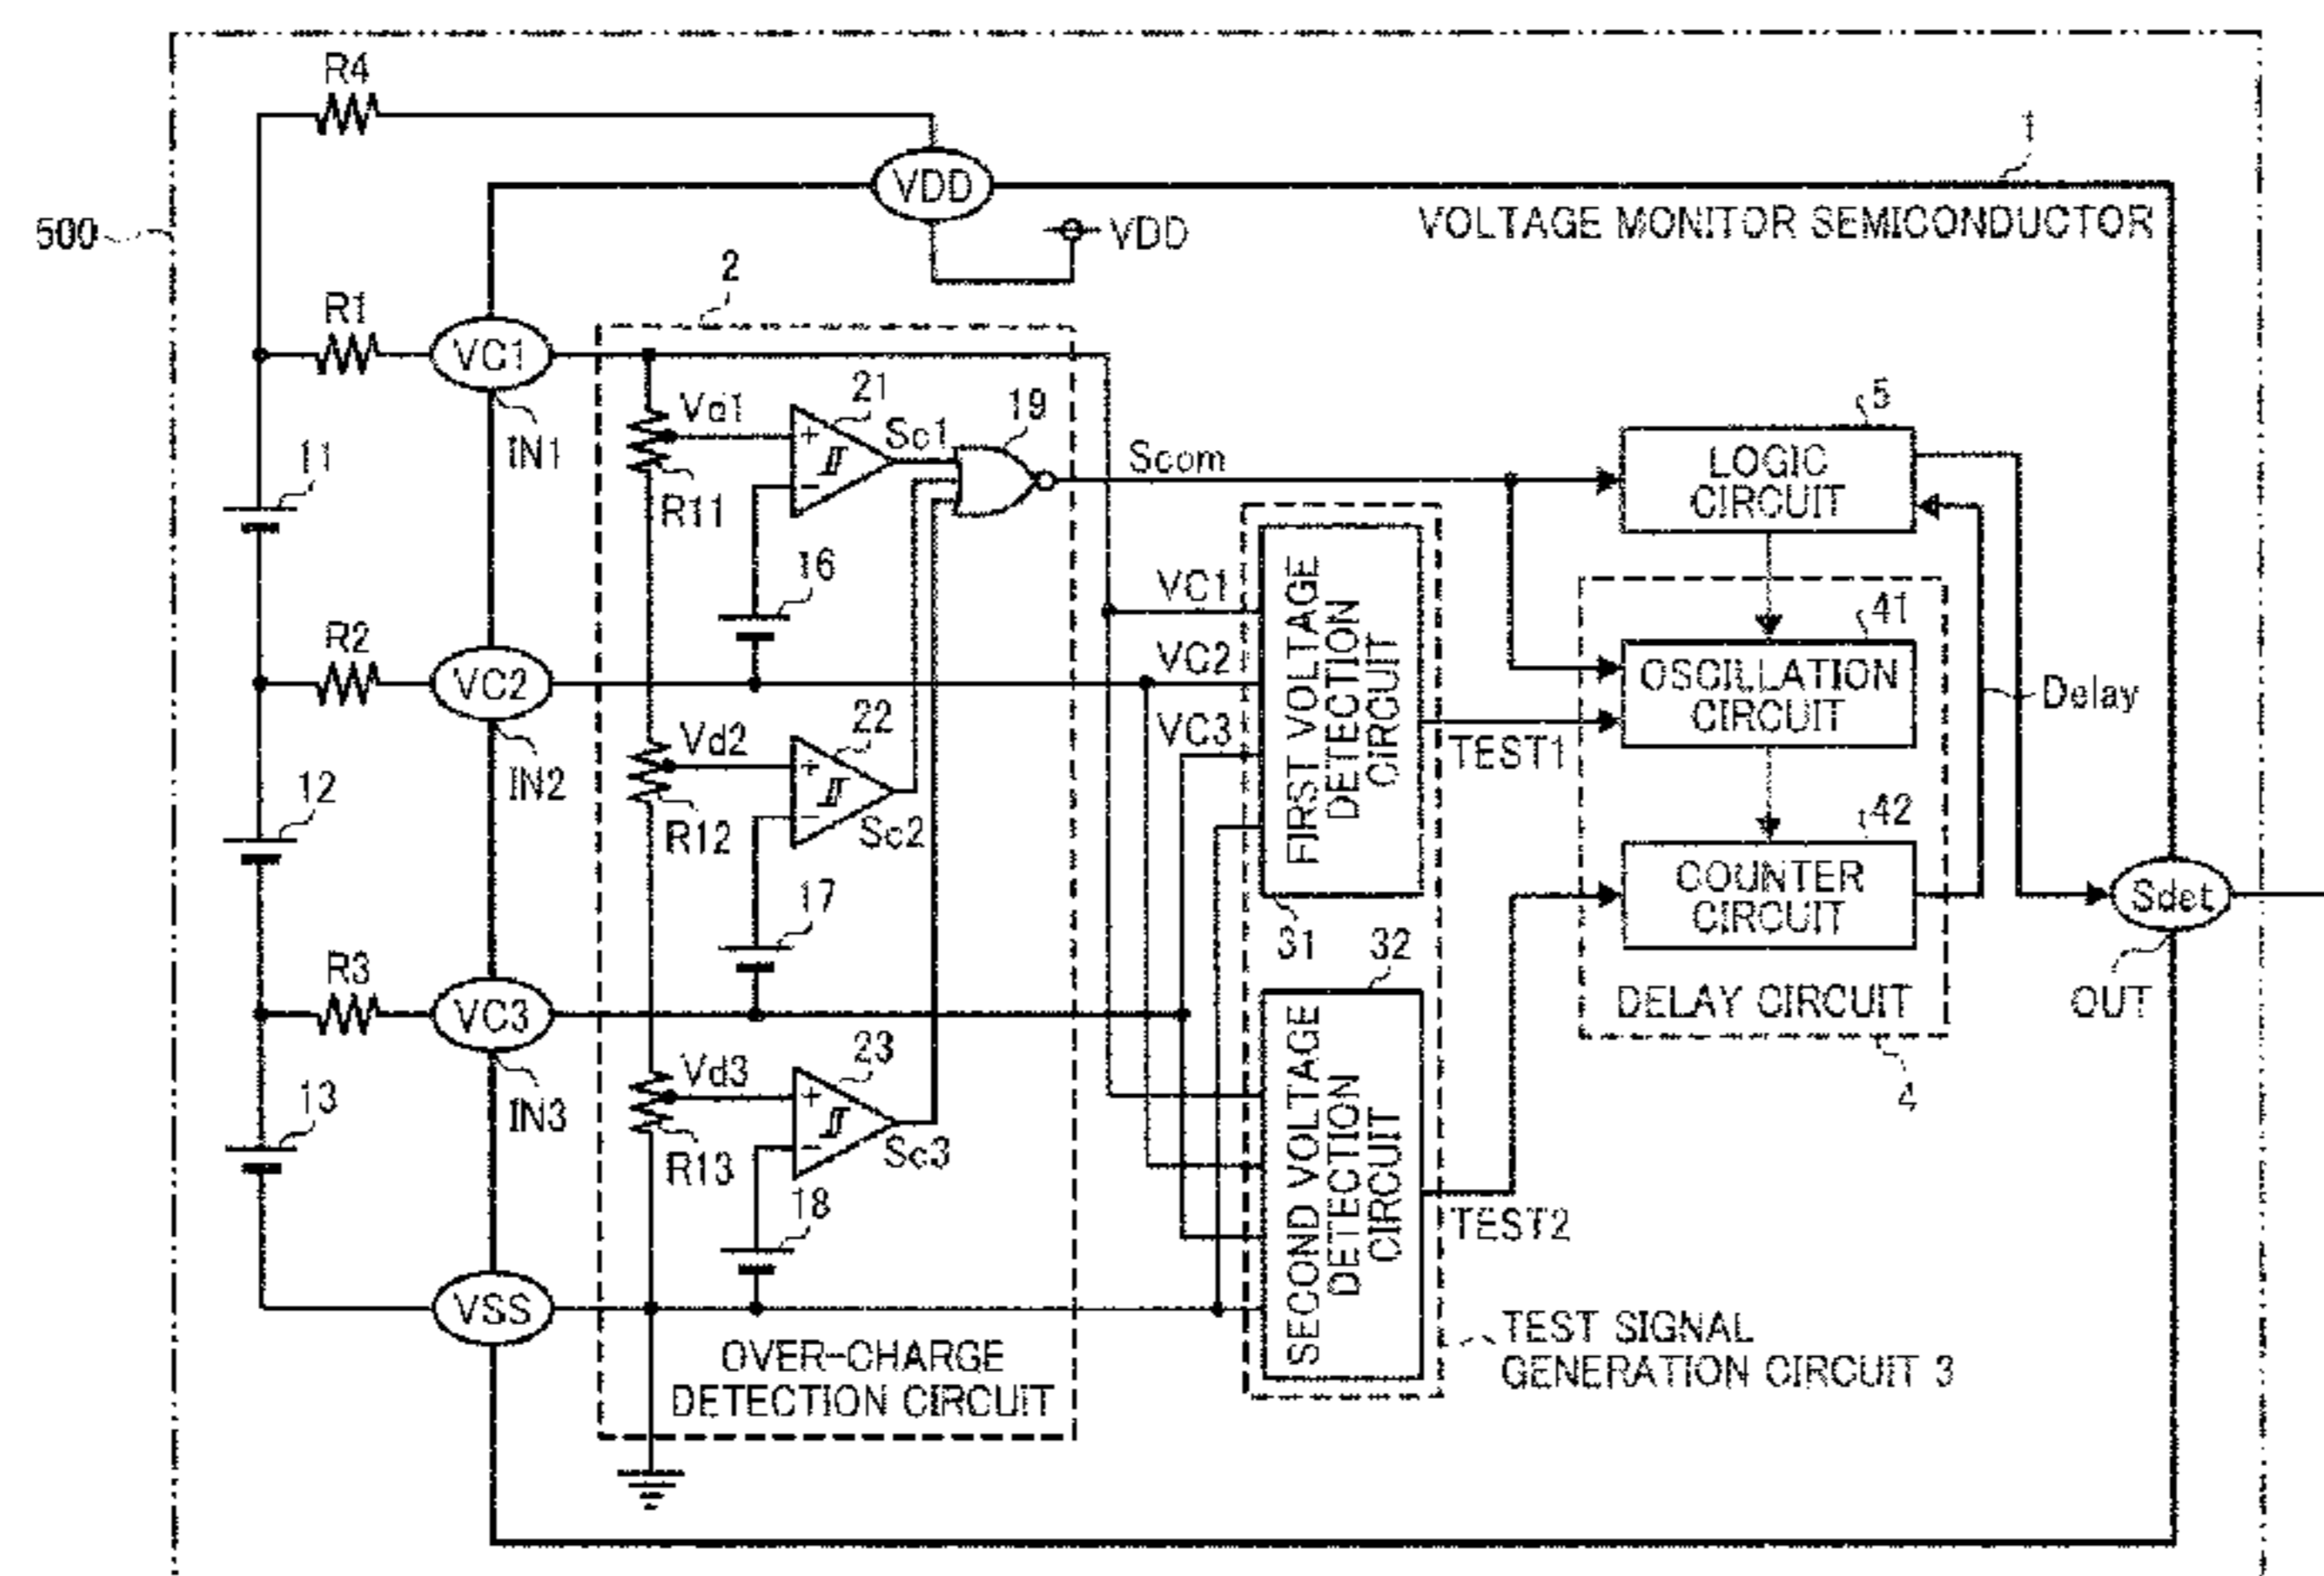 R4
VDD
1
VOLTAGE MONITOR SEMICONDUCTOR
500
VDD
2
R1
VC1
IN1
Vd1
21
Sc1
19
Scom
5
LOGIC
CIRCUIT
11
R11
16
VC1
41
R2
VC2
IN2
VC2
OSCILLATION
CIRCUIT
Delay
Vd2
22
VC3
FIRST VOLTAGE
DETECTION
CIRCUIT
TEST1
12
R12
Sc2
42
COUNTER
CIRCUIT
17
31
32
Sdet
R3
VC3
IN3
DELAY CIRCUIT
OUT
4
Vd3
23
13
R13
Sc3
SECOND VOLTAGE
DETECTION
CIRCUIT
18
TEST2
VSS
OVER-CHARGE
DETECTION CIRCUIT
TEST SIGNAL
GENERATION CIRCUIT 3